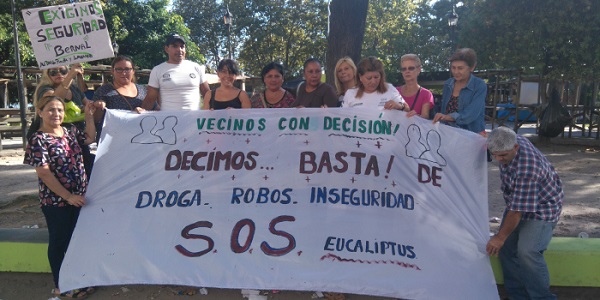 EXIGIMOS
SEGURIDAD
BERNAL
VECINOS CON DECISIÓN!
DECIMOS... BASTA! DE
DROGA. ROBOS. INSEGURIDAD
S.O.S. EUCALIPTUS